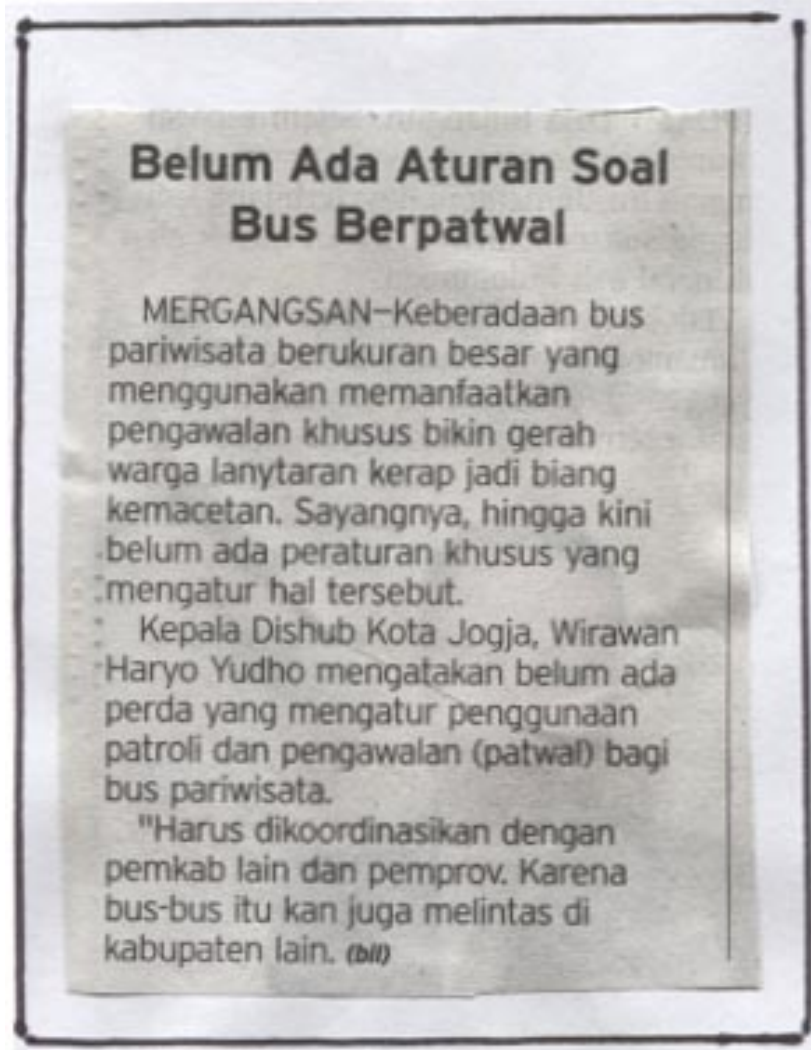 Belum Ada Aturan Soal
Bus Berpatwal
MERGANGSAN–Keberadaan bus
pariwisata berukuran besar yang
menggunakan memanfaatkan
pengawalan khusus bikin gerah
warga lanytaran kerap jadi biang
kemacetan. Sayangnya, hingga kini
belum ada peraturan khusus yang
mengatur hal tersebut.
Kepala Dishub Kota Jogja, Wirawan
Haryo Yudho mengatakan belum ada
perda yang mengatur penggunaan
patroli dan pengawalan (patwal) bagi
bus pariwisata.
"Harus dikoordinasikan dengan
pemkab lain dan pemprov. Karena
bus-bus itu kan juga melintas di
kabupaten lain.